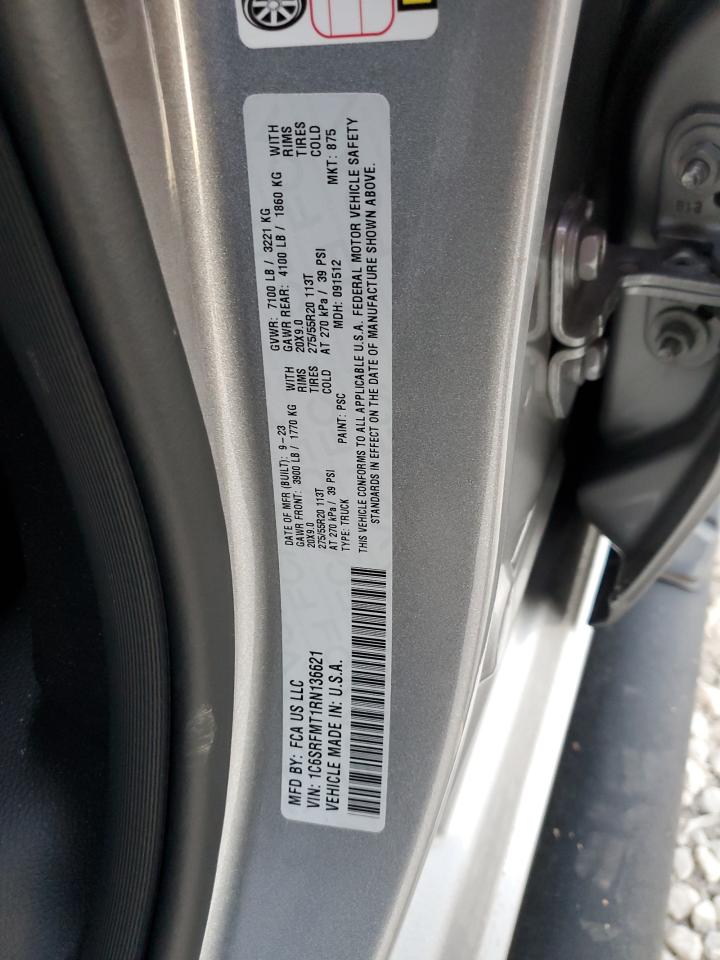 MFD BY: FCA US LLC
VIN: 1C6SRFMT1RN136621
VEHICLE MADE IN: U.S.A.
DATE OF MFR (BUILT): 9-23
GAWR FRONT: 3900 LB / 1770 KG WITH
20X9.0 RIMS
275/55R20 113T TIRES
AT 270 kPa / 39 PSI COLD
TYPE: TRUCK PAINT: PSC
GVWR: 7100 LB / 3221 KG
GAWR REAR: 4100 LB / 1860 KG WITH
20X9.0 RIMS
275/55R20 113T TIRES
AT 270 kPa / 39 PSI COLD
MDH: 091512 MKT: 875
THIS VEHICLE CONFORMS TO ALL APPLICABLE U.S.A. FEDERAL MOTOR VEHICLE SAFETY
STANDARDS IN EFFECT ON THE DATE OF MANUFACTURE SHOWN ABOVE.